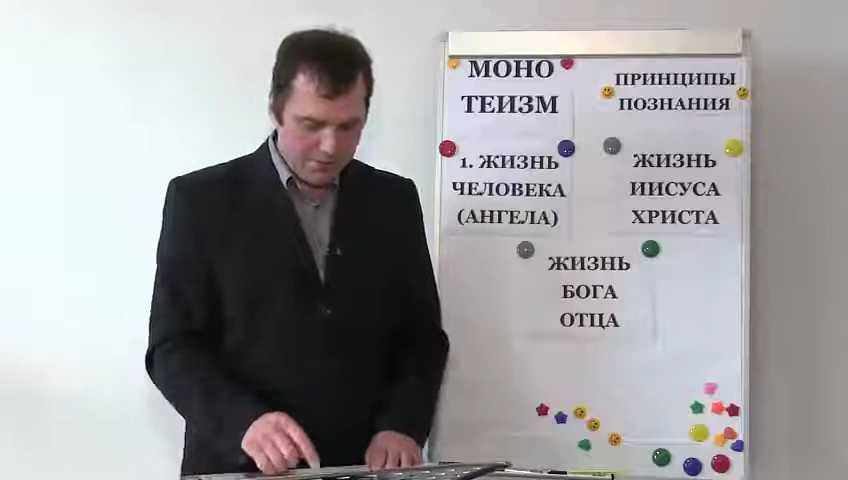 МОНО
ТЕИЗМ
ПРИНЦИПЫ
ПОЗНАНИЯ
1. ЖИЗНЬ
ЧЕЛОВЕКА
(АНГЕЛА)
ЖИЗНЬ
ИИСУСА
ХРИСТА
ЖИЗНЬ
БОГА
ОТЦА